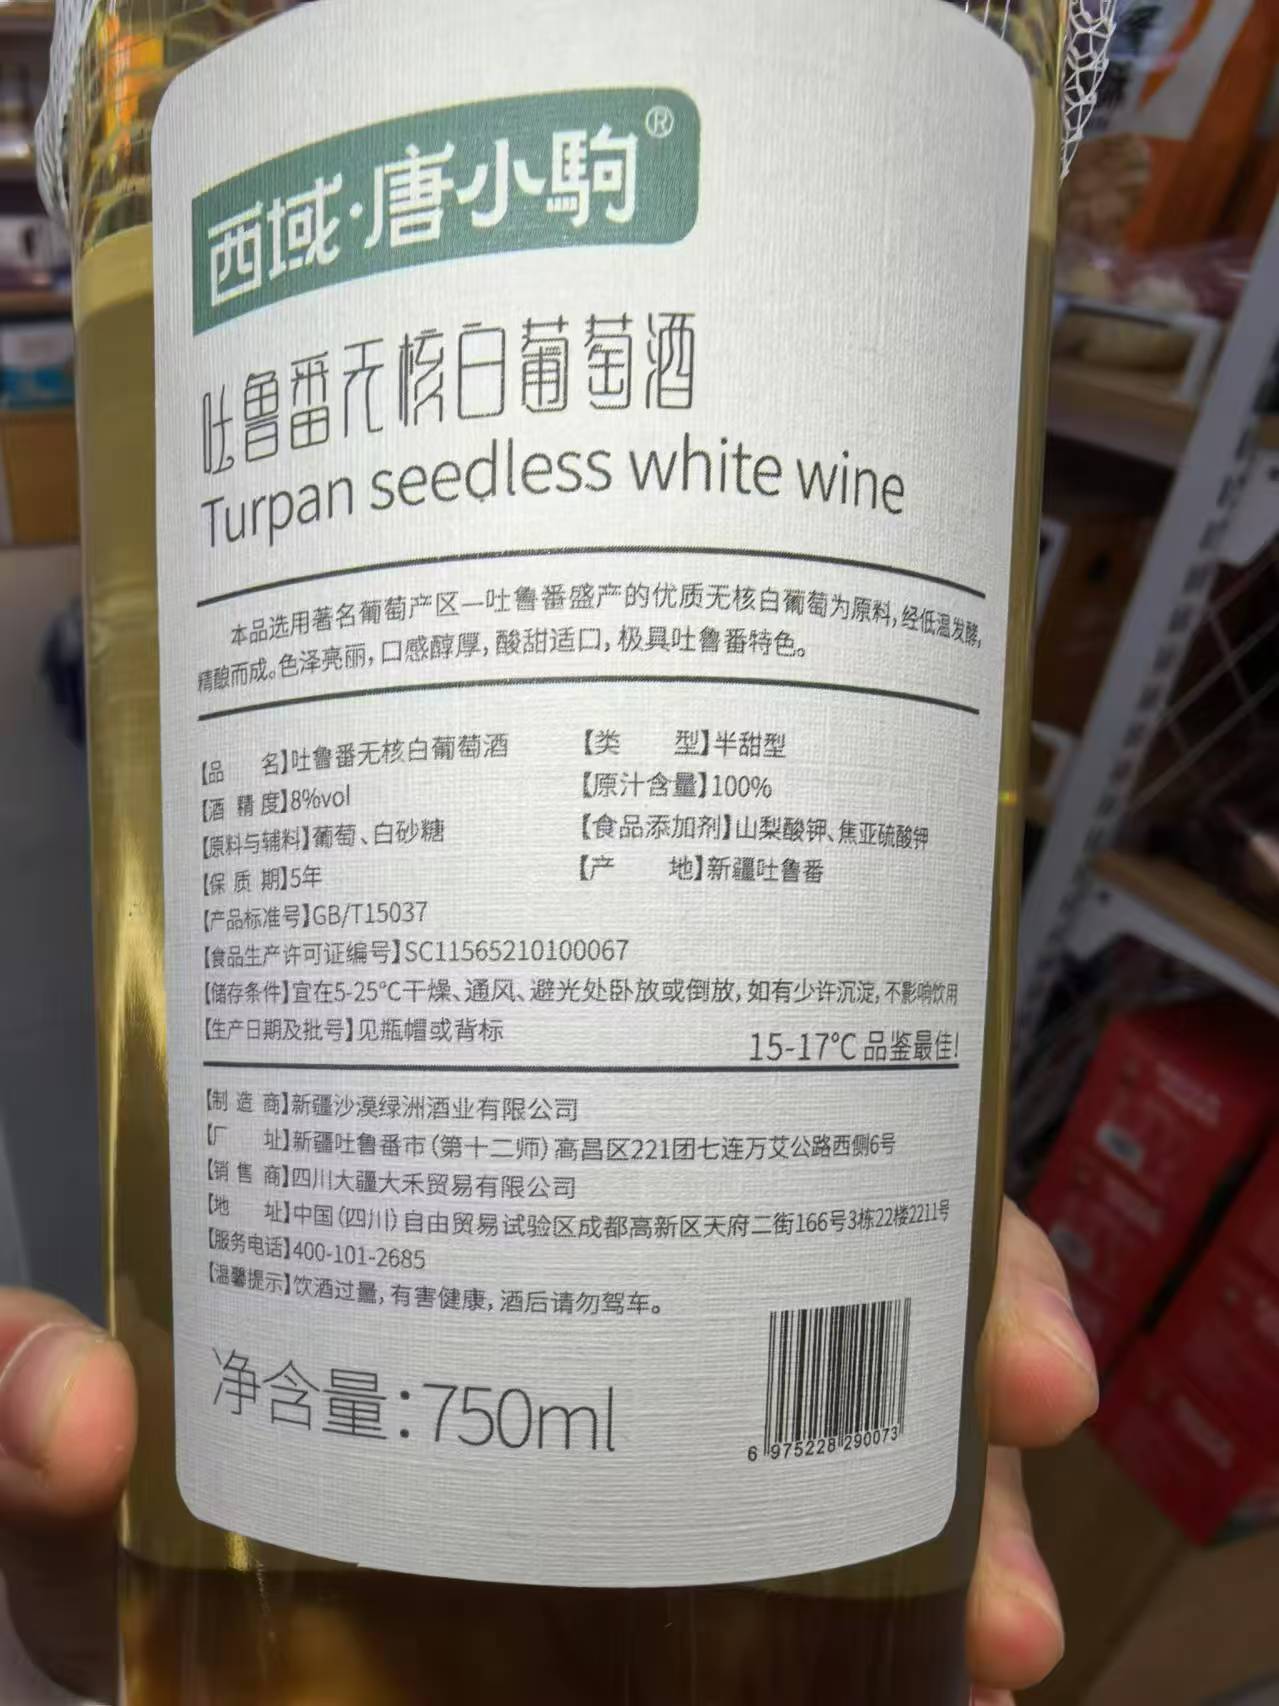 西域·唐小駒®
吐鲁番无核白葡萄酒
Turpan seedless white wine
本品选用著名葡萄产区—吐鲁番盛产的优质无核白葡萄为原料,经低温发酵,
精酿而成。色泽亮丽,口感醇厚,酸甜适口,极具吐鲁番特色。
【品 名】吐鲁番无核白葡萄酒 【类 型】半甜型
【酒 精 度】8%vol 【原汁含量】100%
【原料与辅料】葡萄、白砂糖 【食品添加剂】山梨酸钾、焦亚硫酸钾
【保 质 期】5年 【产 地】新疆吐鲁番
【产品标准号】GB/T15037
【食品生产许可证编号】SC11565210100067
【储存条件】宜在5-25°C干燥、通风、避光处卧放或倒放,如有少许沉淀,不影响饮用
【生产日期及批号】见瓶帽或背标
15-17°C 品鉴最佳!
【制 造 商】新疆沙漠绿洲酒业有限公司
【厂 址】新疆吐鲁番市(第十二师)高昌区221团七连万艾公路西侧6号
【销 售 商】四川大疆大禾贸易有限公司
【地 址】中国(四川)自由贸易试验区成都高新区天府二街166号3栋22楼2211号
【服务电话】400-101-2685
【温馨提示】饮酒过量,有害健康,酒后请勿驾车。
净含量:750ml
6 975228 290073